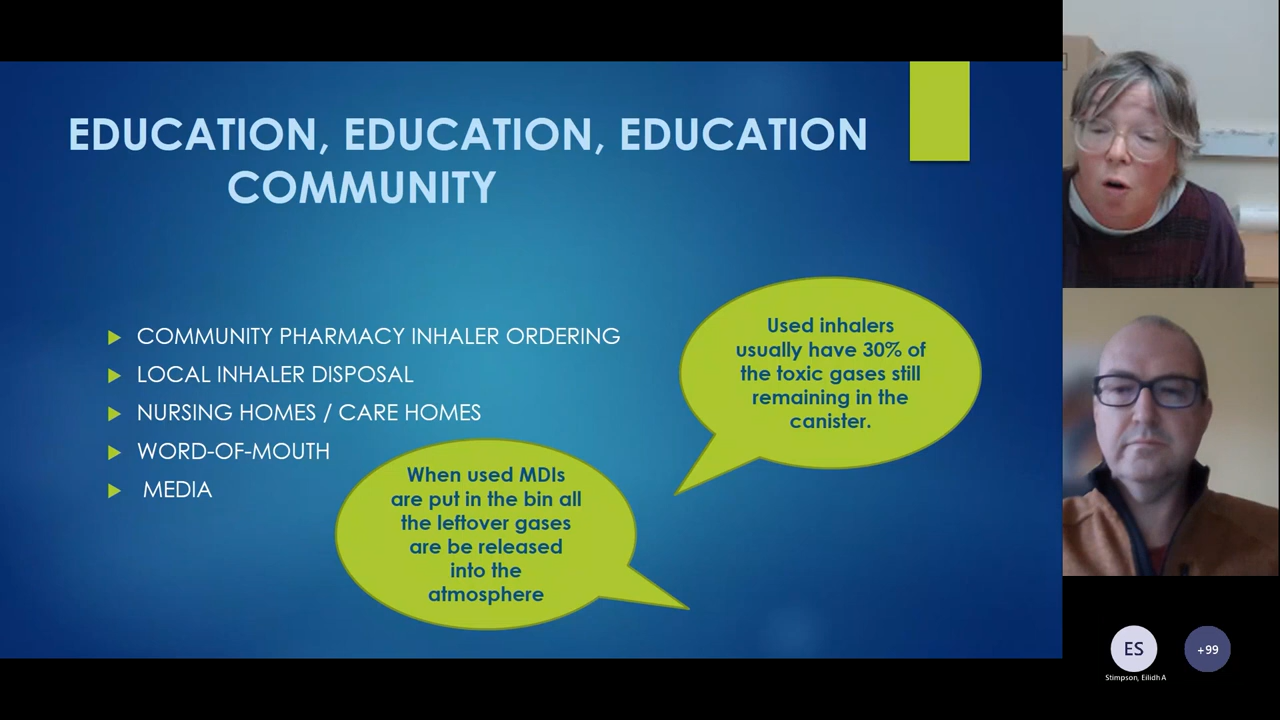 EDUCATION, EDUCATION, EDUCATION
COMMUNITY
COMMUNITY PHARMACY INHALER ORDERING
LOCAL INHALER DISPOSAL
NURSING HOMES / CARE HOMES
WORD-OF-MOUTH
MEDIA
Used inhalers
usually have 30% of
the toxic gases still
remaining in the
canister.
When used MDIs
are put in the bin all
the leftover gases
are be released
into the
atmosphere
ES
+99
Stimpson, Eilidh A